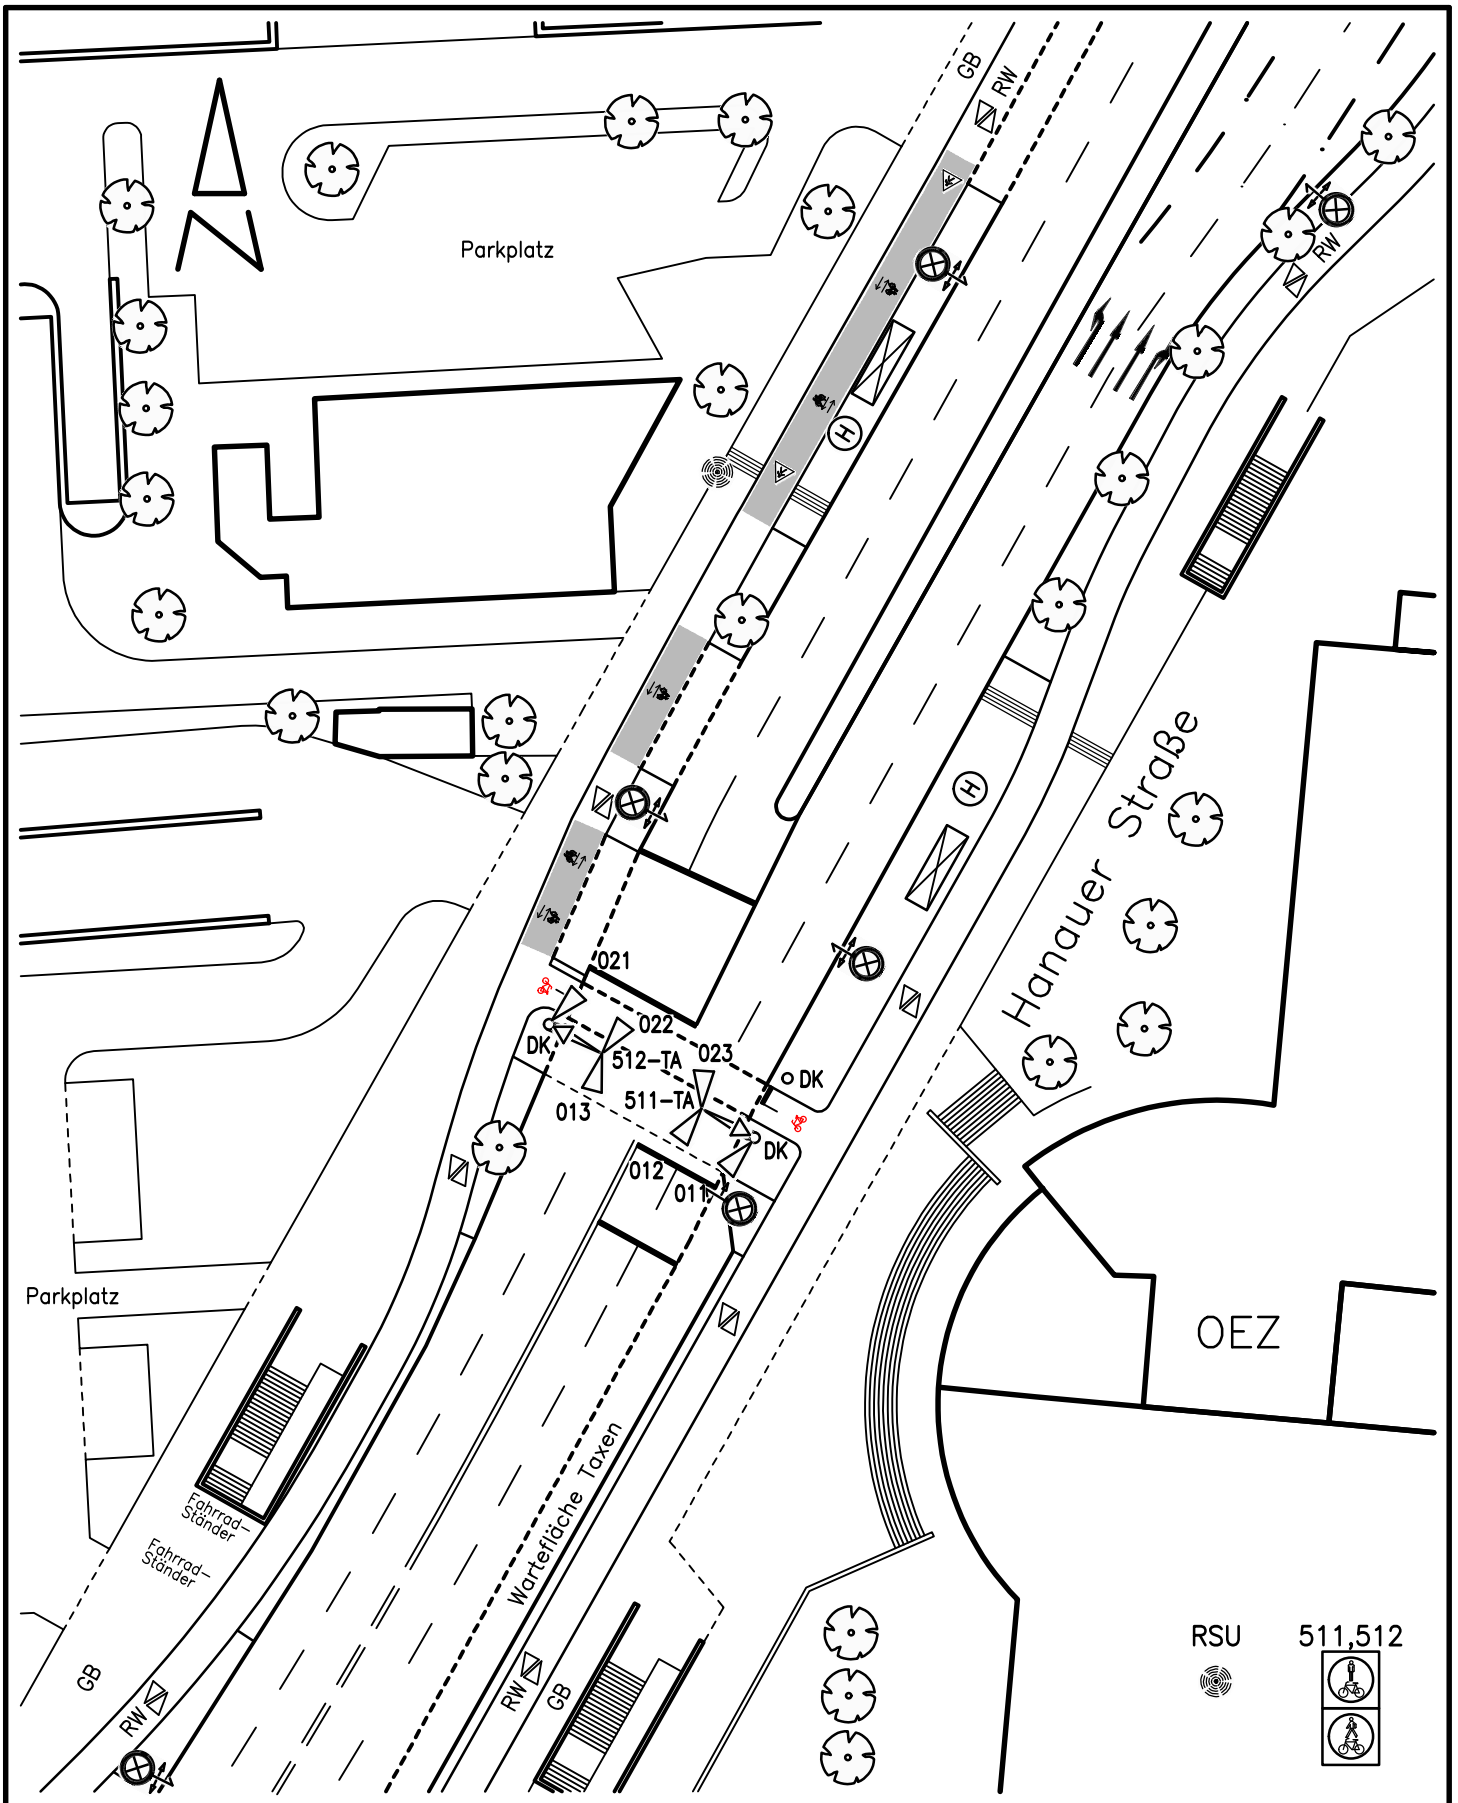 GB
RW
RW
Parkplatz
H
Hanauer Straße
H
021
022
DK
512-TA
023
DK
511-TA
013
DK
012
011
Parkplatz
OEZ
Wartefläche Taxen
Fahrrad-
Ständer
Fahrrad-
Ständer
RSU
511,512
GB
RW
RW
GB